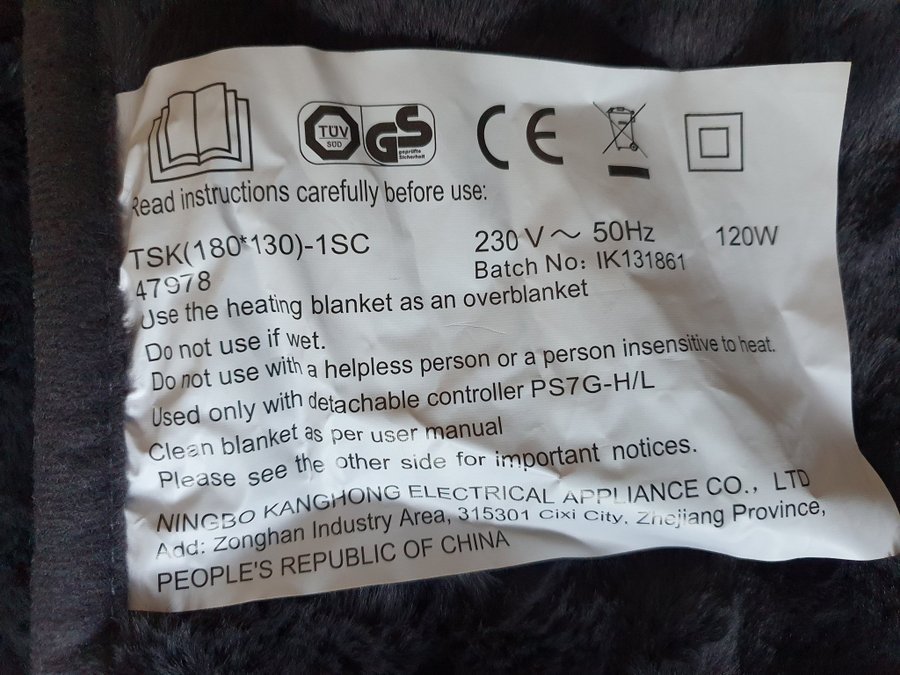 TÜV SÜD GS geprüfte Sicherheit CE
Read instructions carefully before use:
TSK(180*130)-1SC 230 V ~ 50Hz 120W
47978 Batch No: IK131861
Use the heating blanket as an overblanket
Do not use if wet.
Do not use with a helpless person or a person insensitive to heat.
Used only with detachable controller PS7G-H/L
Clean blanket as per user manual
Please see the other side for important notices.
NINGBO KANGHONG ELECTRICAL APPLIANCE CO., LTD
Add: Zonghan Industry Area, 315301 Cixi City, Zhejiang Province,
PEOPLE'S REPUBLIC OF CHINA